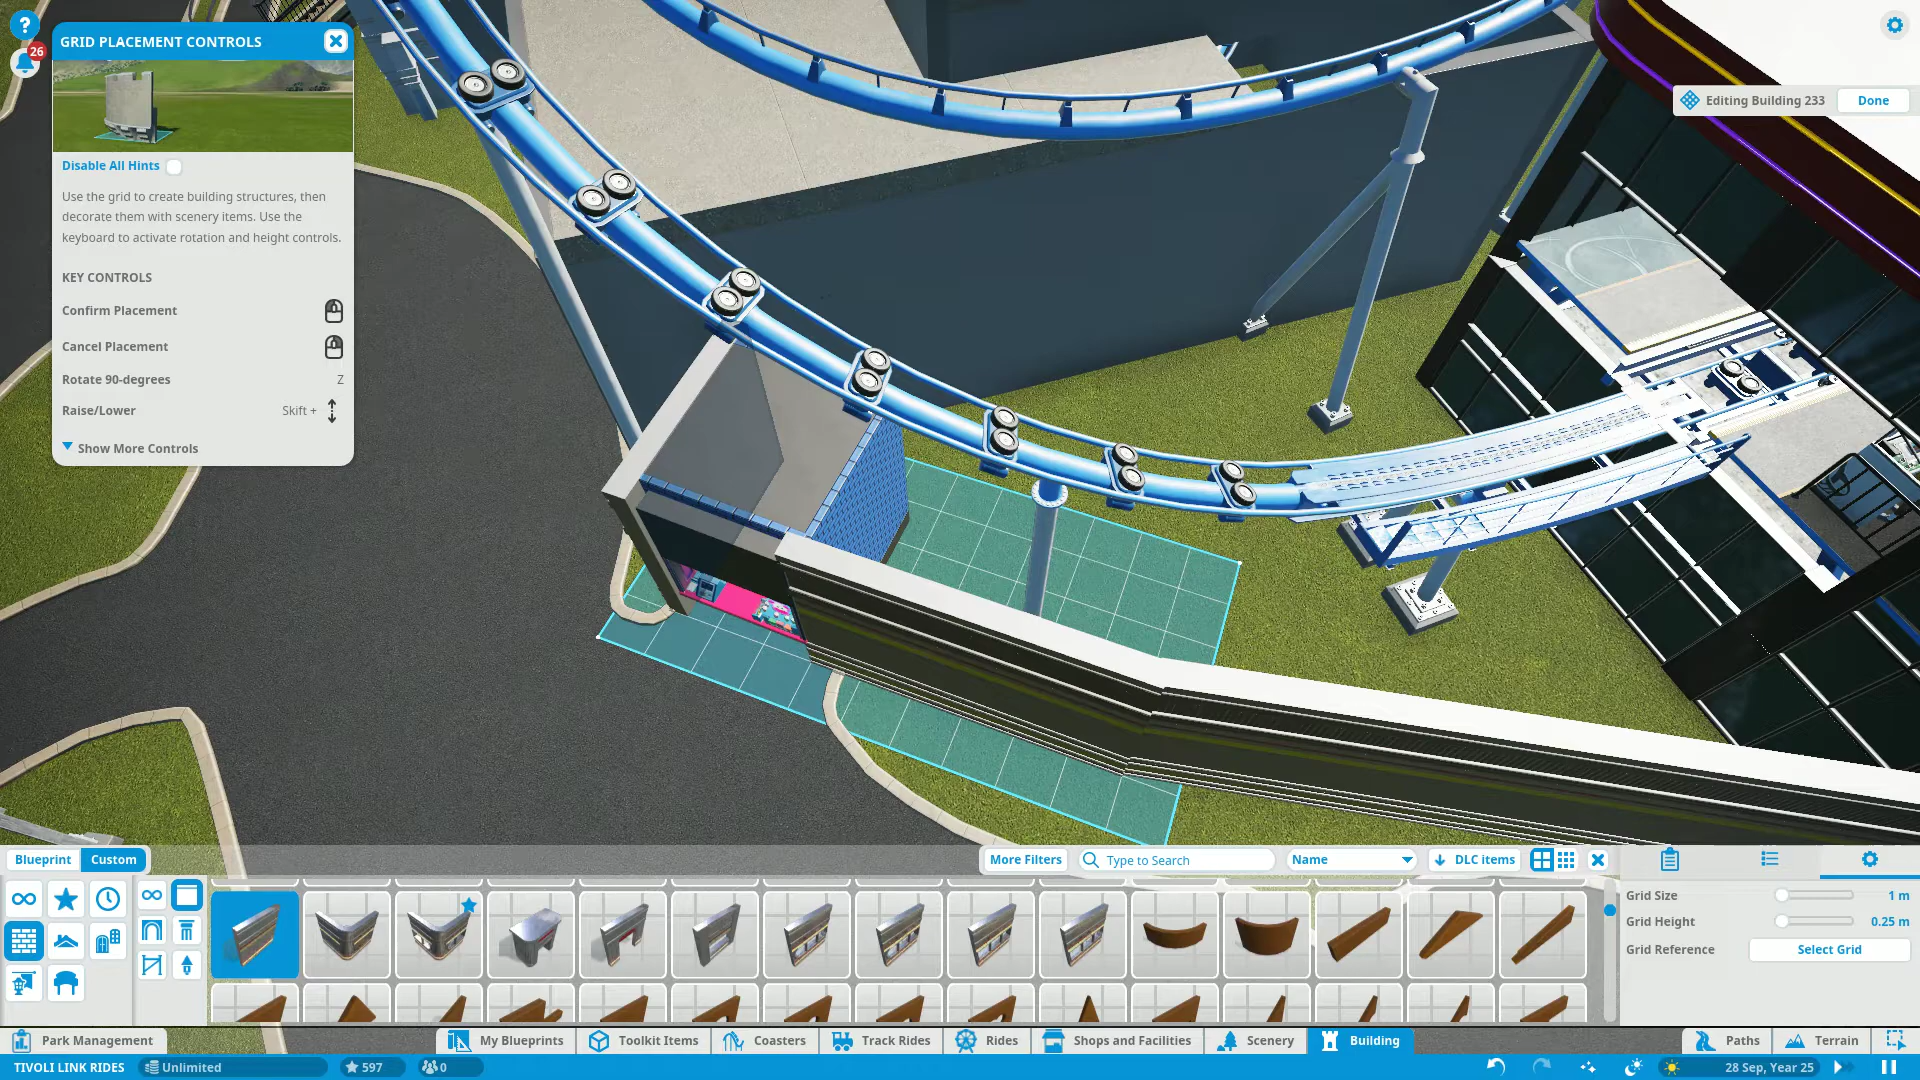 ?
26
GRID PLACEMENT CONTROLS
Disable All Hints
Use the grid to create building structures, then
decorate them with scenery items. Use the
keyboard to activate rotation and height controls.
KEY CONTROLS
Confirm Placement
Cancel Placement
Rotate 90-degrees Z
Raise/Lower Skift +
Show More Controls
Editing Building 233 Done
Blueprint Custom
More Filters Type to Search Name DLC items
Grid Size 1 m
Grid Height 0.25 m
Grid Reference Select Grid
Park Management My Blueprints Toolkit Items Coasters Track Rides Rides Shops and Facilities Scenery Building Paths Terrain
TIVOLI LINK RIDES Unlimited 597 0 28 Sep, Year 25